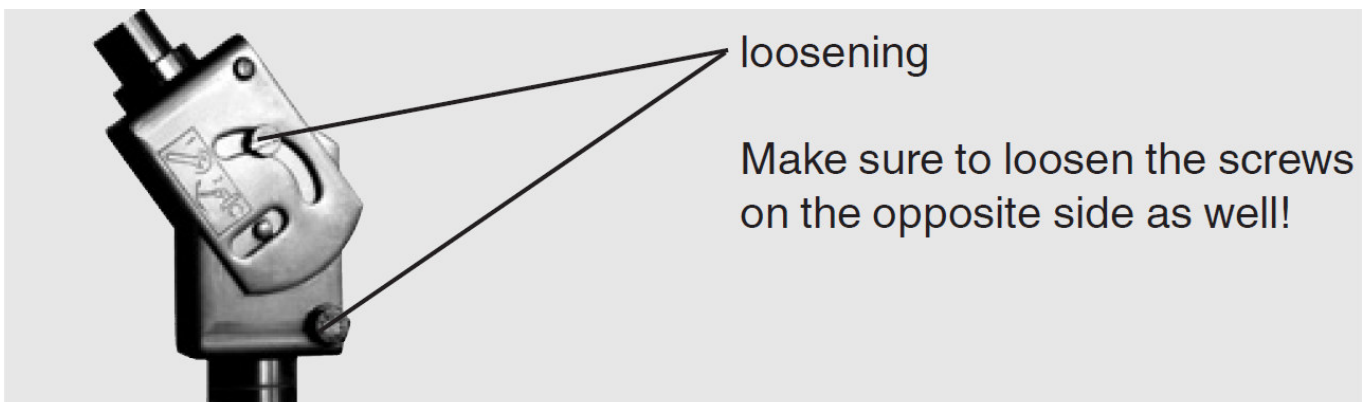 loosening
Make sure to loosen the screws
on the opposite side as well!